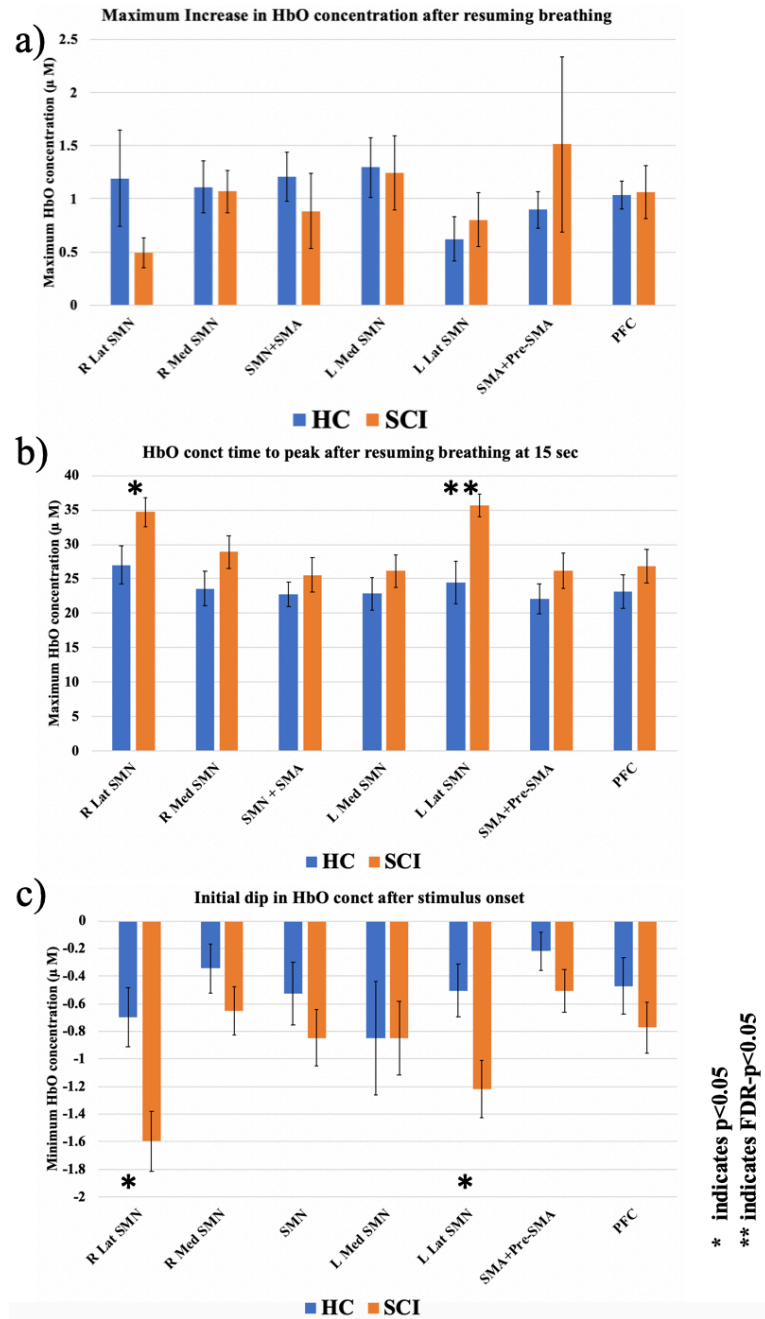 a)
Maximum Increase in HbO concentration after resuming breathing
Maximum HbO concentration (µ M)
2.5
2
1.5
1
0.5
0
R Lat SMN
R Med SMN
SMN+SMA
L Med SMN
L Lat SMN
SMA+Pre-SMA
PFC
HC SCI
b)
HbO conct time to peak after resuming breathing at 15 sec
Maximum HbO concentration (µ M)
40
35
30
25
20
15
10
5
0
*
**
R Lat SMN
R Med SMN
SMN + SMA
L Med SMN
L Lat SMN
SMA+Pre-SMA
PFC
HC SCI
c)
Initial dip in HbO conct after stimulus onset
Minimum HbO concentration (µ M)
0
-0.2
-0.4
-0.6
-0.8
-1
-1.2
-1.4
-1.6
-1.8
-2
*
*
R Lat SMN
R Med SMN
SMN
L Med SMN
L Lat SMN
SMA+Pre-SMA
PFC
HC SCI
* indicates p<0.05
** indicates FDR-p<0.05